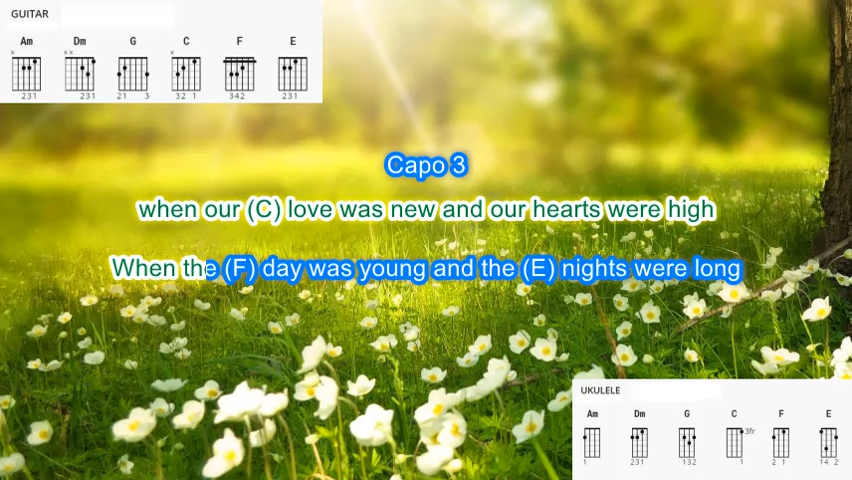 GUITAR
Am Dm G C F E
× ×× ×
231 231 21 3 32 1 342 231
Capo 3
when our (C) love was new and our hearts were high
When the (F) day was young and the (E) nights were long
UKULELE
Am Dm G C F E
3fr
1 231 132 1 2 1 14 2